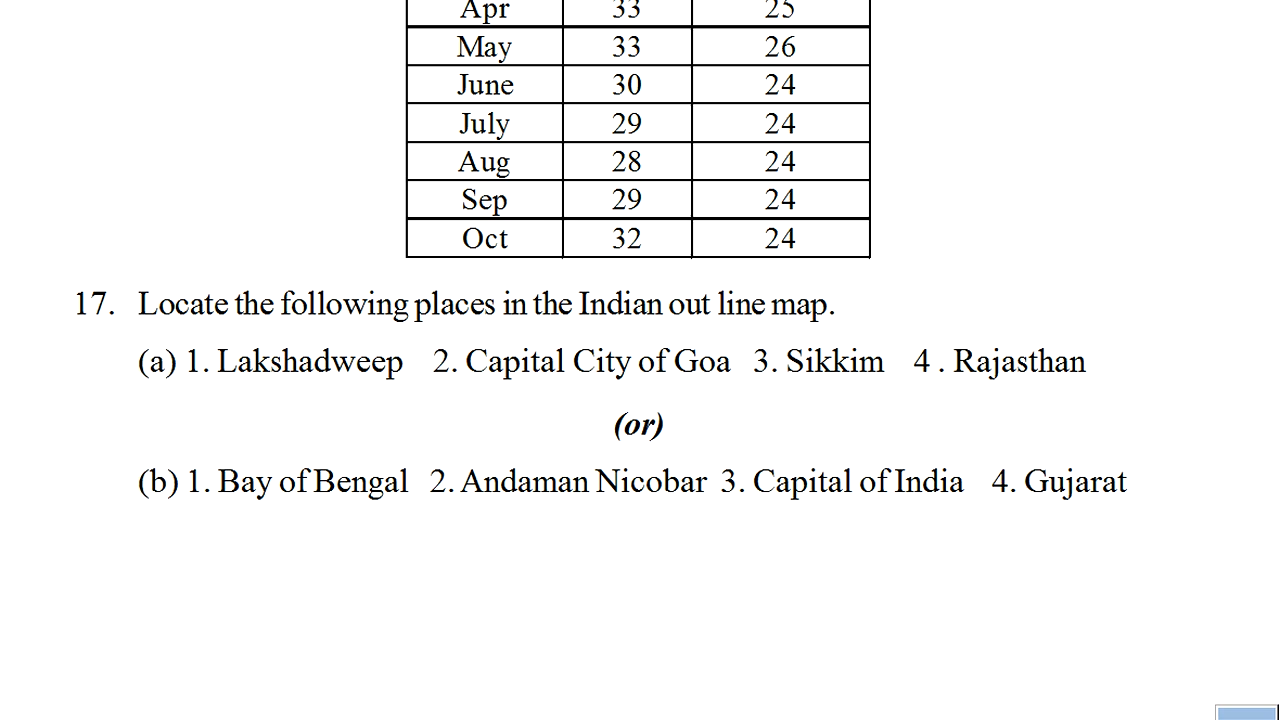 Apr 33 25
May 33 26
June 30 24
July 29 24
Aug 28 24
Sep 29 24
Oct 32 24
17. Locate the following places in the Indian out line map.
(a) 1. Lakshadweep 2. Capital City of Goa 3. Sikkim 4 . Rajasthan
(or)
(b) 1. Bay of Bengal 2. Andaman Nicobar 3. Capital of India 4. Gujarat